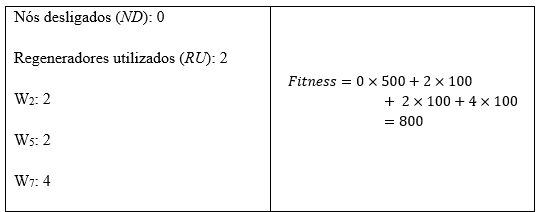 Nós desligados (ND): 0
Regeneradores utilizados (RU): 2
W₂: 2
W₅: 2
W₇: 4
Fitness = 0 × 500 + 2 × 100
+ 2 × 100 + 4 × 100
= 800